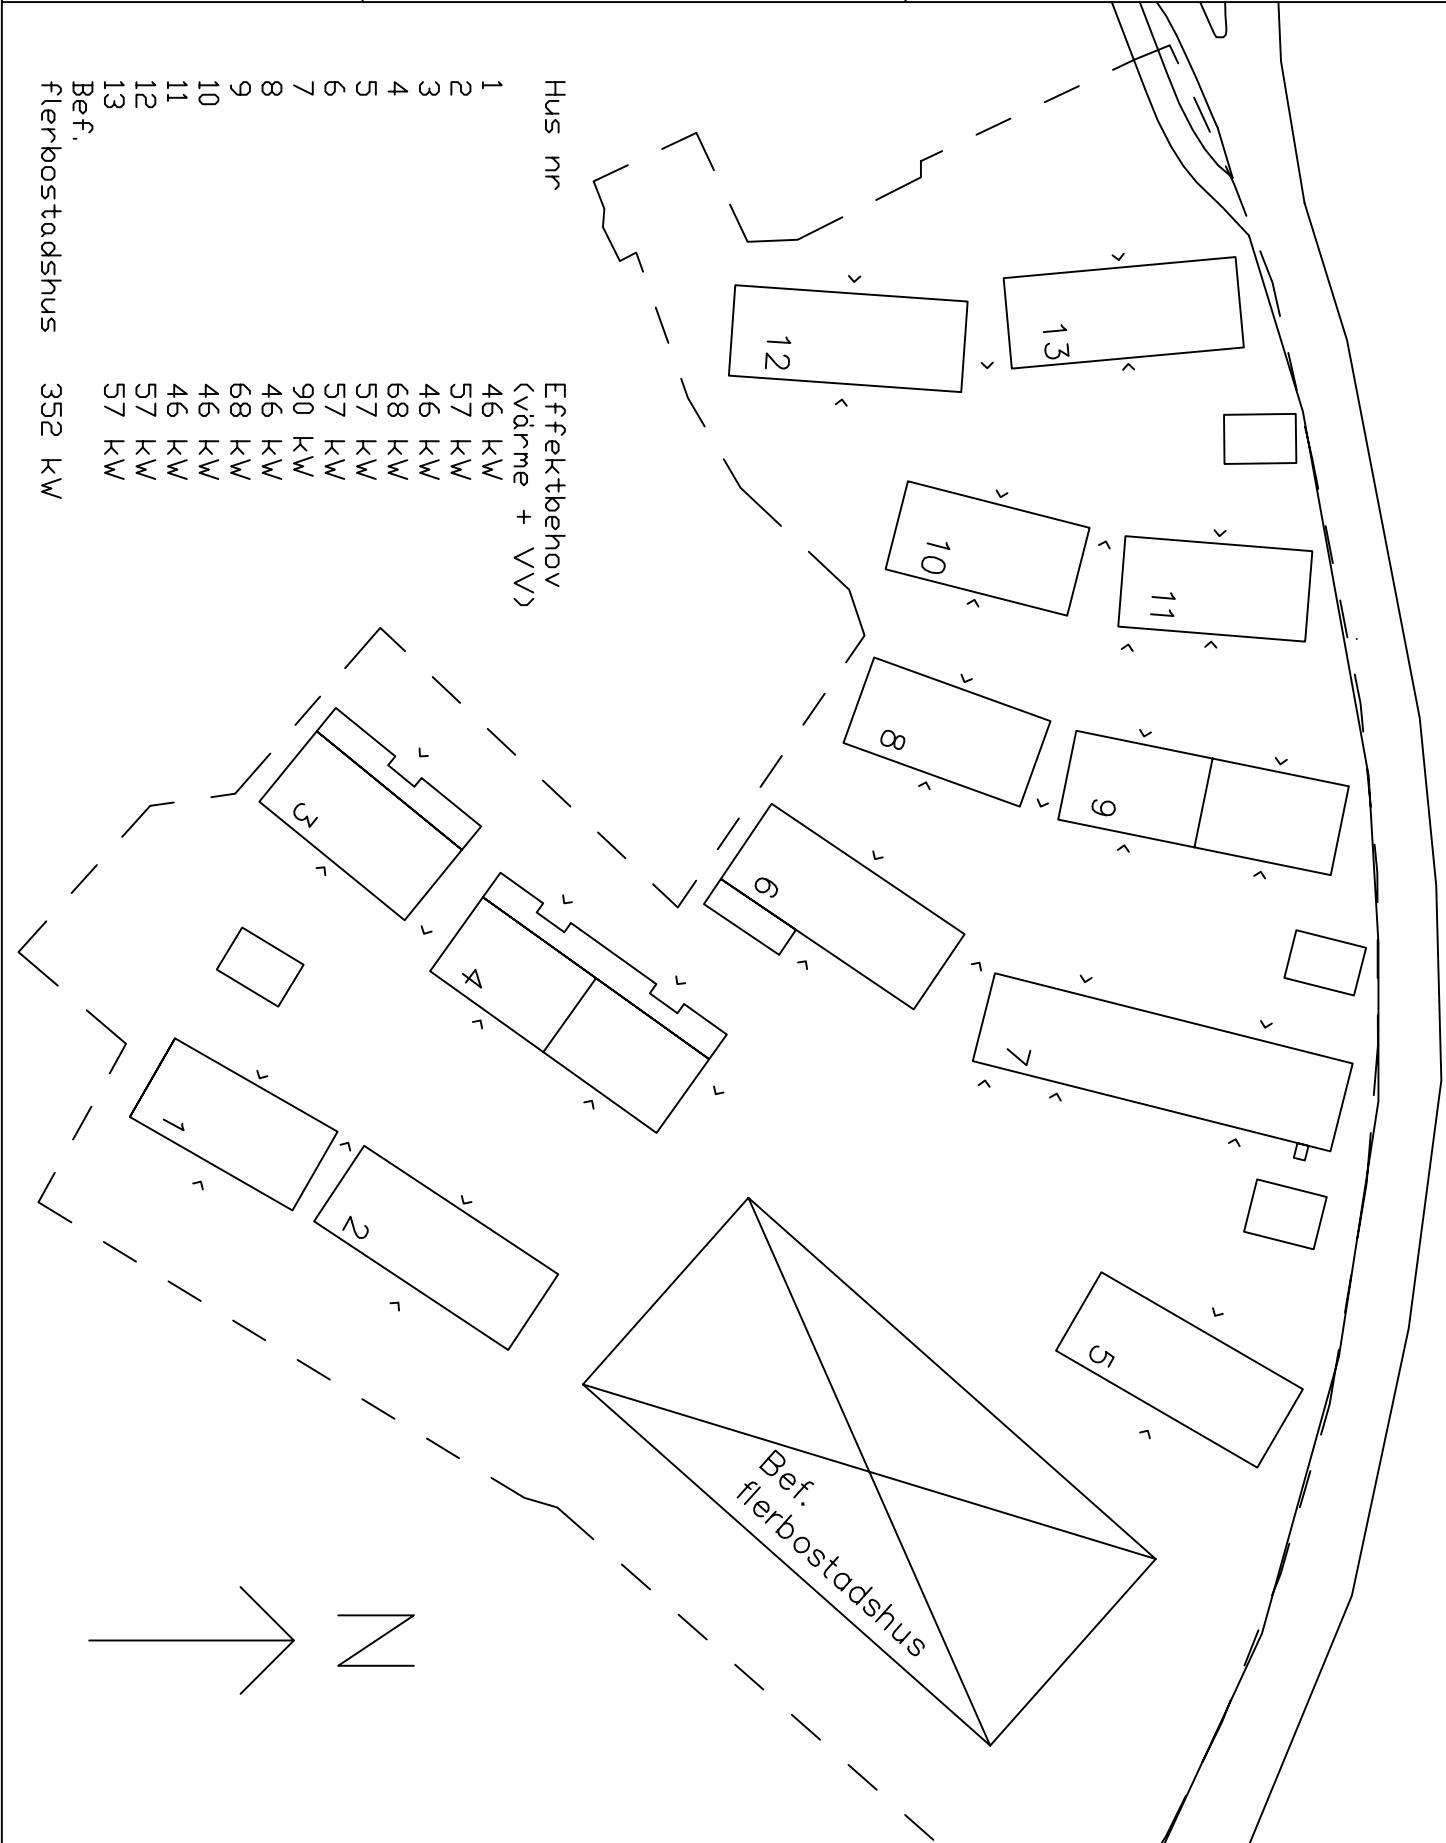 Hus nr Effektbehov
(värme + VV)
1 46 kW
2 57 kW
3 46 kW
4 68 kW
5 57 kW
6 57 kW
7 90 kW
8 46 kW
9 68 kW
10 46 kW
11 46 kW
12 57 kW
13 57 kW
Bef.
flerbostadshus 352 kW
13
12
11
10
9
8
7
6
5
4
3
2
1
Bef.
flerbostadshus
N